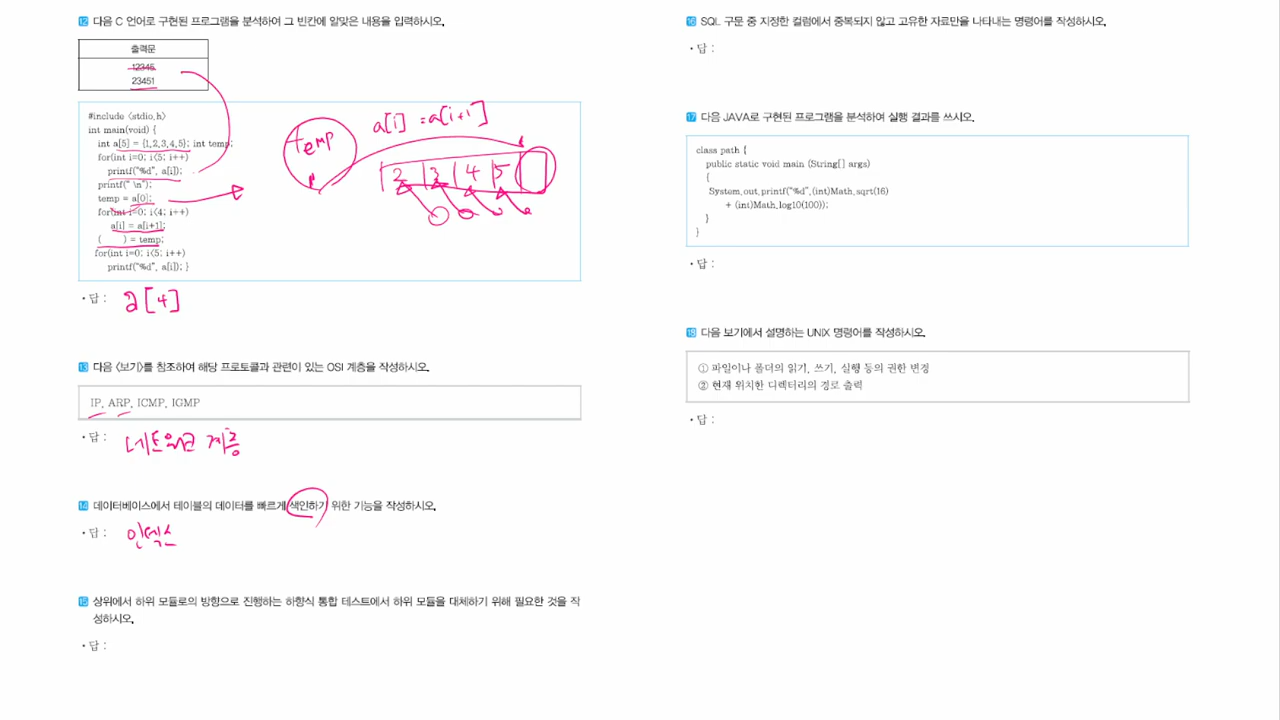 12 다음 C 언어로 구현된 프로그램을 분석하여 그 빈칸에 알맞은 내용을 입력하시오.
출력문
12345
23451
#include <stdio.h>
int main(void) {
int a[5] = {1,2,3,4,5}; int temp;
for(int i=0; i<5; i++)
printf("%d", a[i]);
printf(" \n");
temp = a[0];
for(int i=0; i<4; i++)
a[i] = a[i+1];
(      ) = temp;
for(int i=0; i<5; i++)
printf("%d", a[i]); }
temp
a[i] = a[i+1]
2 3 4 5
• 답 : a[4]
13 다음 <보기>를 참조하여 해당 프로토콜과 관련이 있는 OSI 계층을 작성하시오.
IP, ARP, ICMP, IGMP
• 답 : 네트워크 계층
14 데이터베이스에서 테이블의 데이터를 빠르게 색인하기 위한 기능을 작성하시오.
• 답 : 인덱스
15 상위에서 하위 모듈로의 방향으로 진행하는 하향식 통합 테스트에서 하위 모듈을 대체하기 위해 필요한 것을 작
성하시오.
• 답 :
16 SQL 구문 중 지정한 컬럼에서 중복되지 않고 고유한 자료만을 나타내는 명령어를 작성하시오.
• 답 :
17 다음 JAVA로 구현된 프로그램을 분석하여 실행 결과를 쓰시오.
class path {
public static void main (String[] args)
{
System.out.printf("%d",(int)Math.sqrt(16)
+ (int)Math.log10(100));
}
}
• 답 :
18 다음 보기에서 설명하는 UNIX 명령어를 작성하시오.
① 파일이나 폴더의 읽기, 쓰기, 실행 등의 권한 변경
② 현재 위치한 디렉터리의 경로 출력
• 답 :